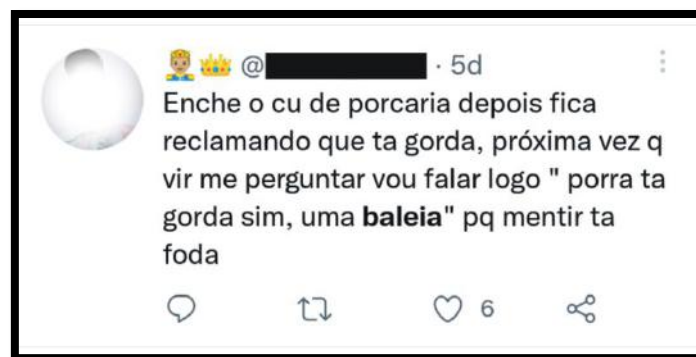 🤴🏼👑 @ · 5d
Enche o cu de porcaria depois fica
reclamando que ta gorda, próxima vez q
vir me perguntar vou falar logo " porra ta
gorda sim, uma baleia" pq mentir ta
foda
6